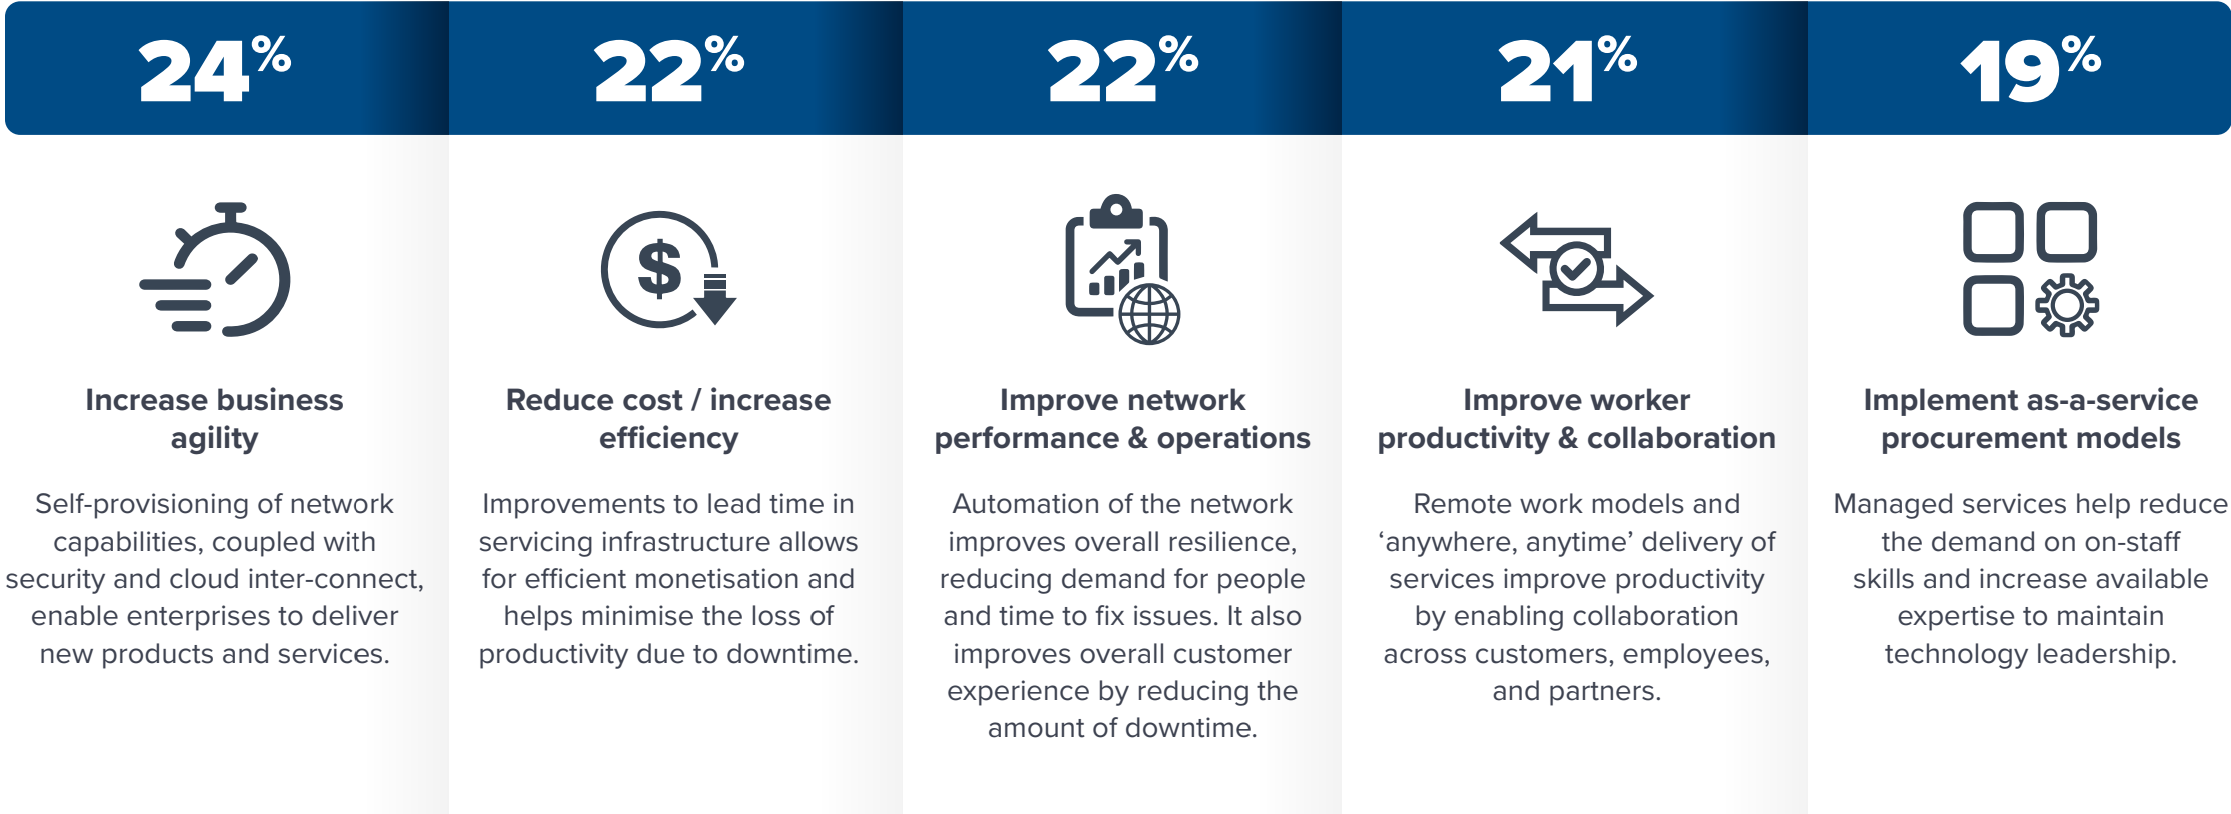 24%
Increase business
agility
Self-provisioning of network
capabilities, coupled with
security and cloud inter-connect,
enable enterprises to deliver
new products and services.
22%
$
Reduce cost / increase
efficiency
Improvements to lead time in
servicing infrastructure allows
for efficient monetisation and
helps minimise the loss of
productivity due to downtime.
22%
Improve network
performance & operations
Automation of the network
improves overall resilience,
reducing demand for people
and time to fix issues. It also
improves overall customer
experience by reducing the
amount of downtime.
21%
Improve worker
productivity & collaboration
Remote work models and
‘anywhere, anytime’ delivery of
services improve productivity
by enabling collaboration
across customers, employees,
and partners.
19%
Implement as-a-service
procurement models
Managed services help reduce
the demand on on-staff
skills and increase available
expertise to maintain
technology leadership.